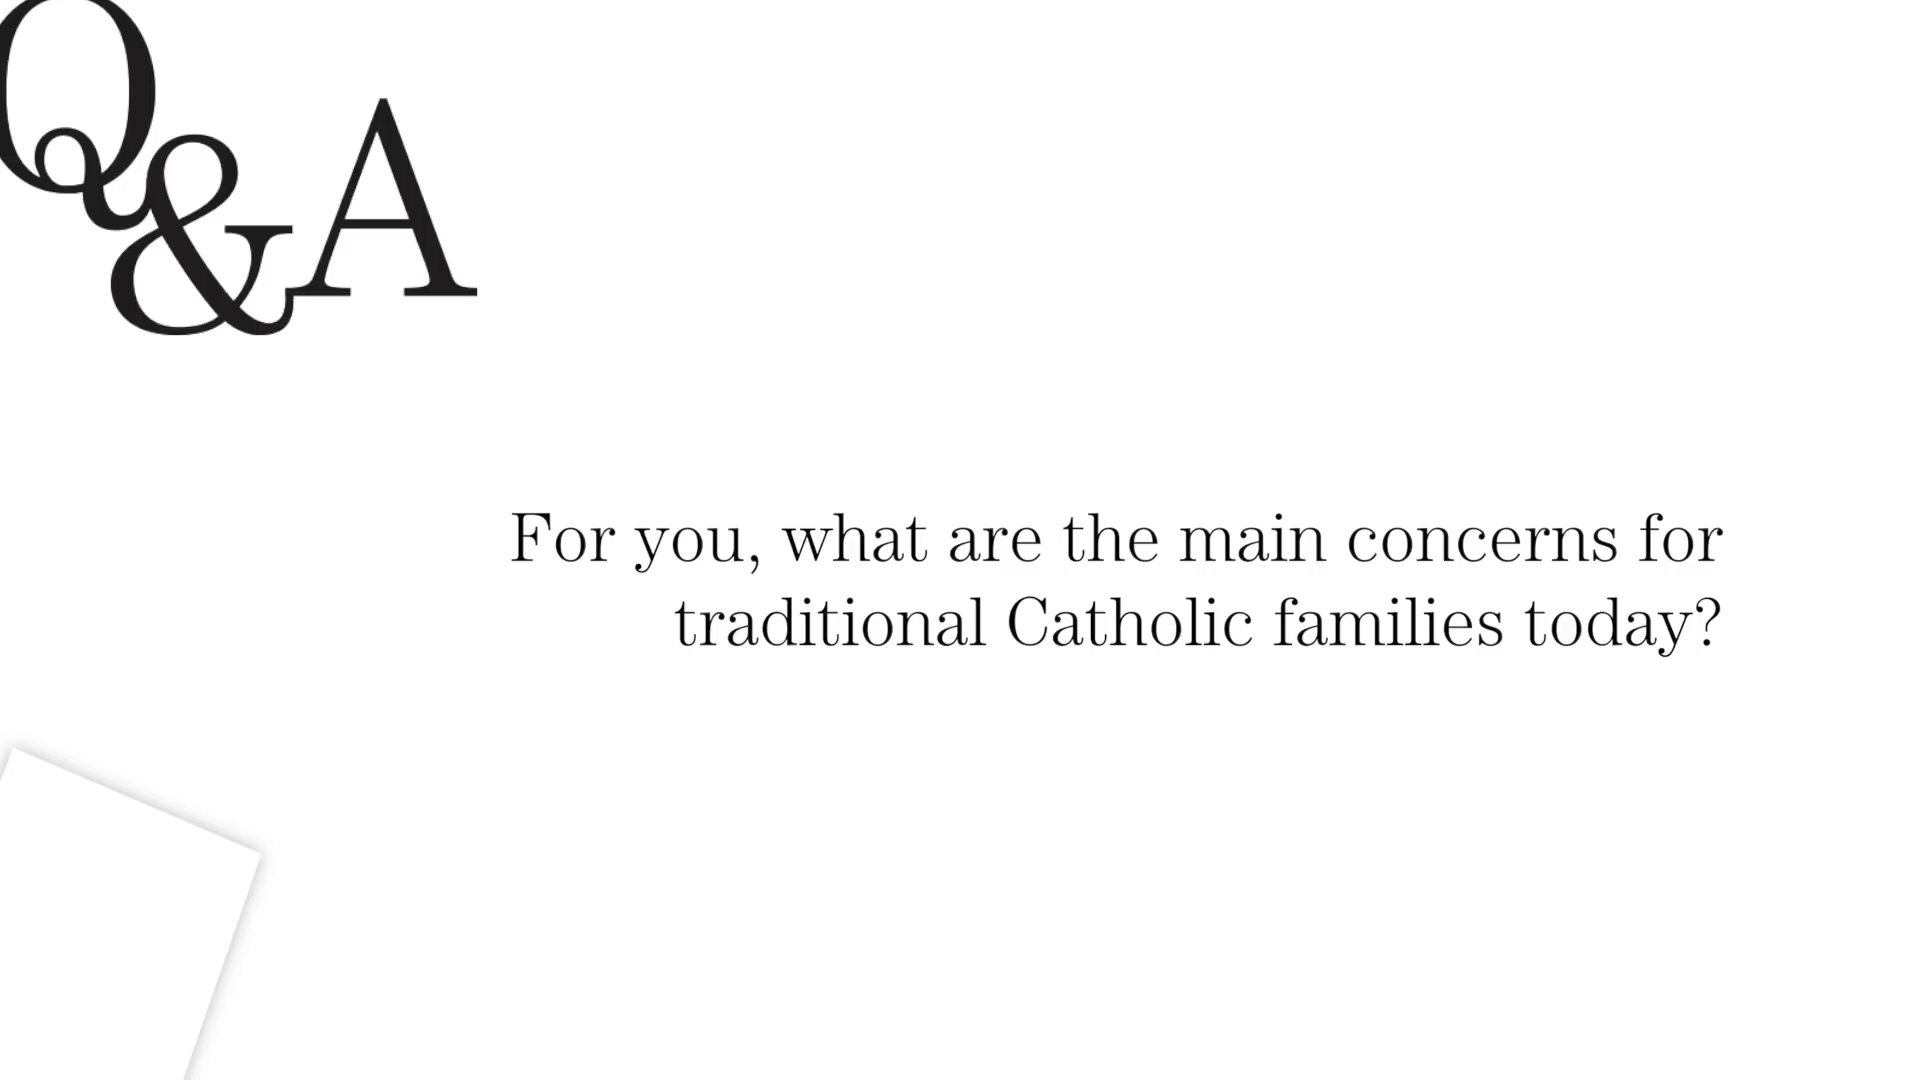 Q&A
For you, what are the main concerns for
traditional Catholic families today?